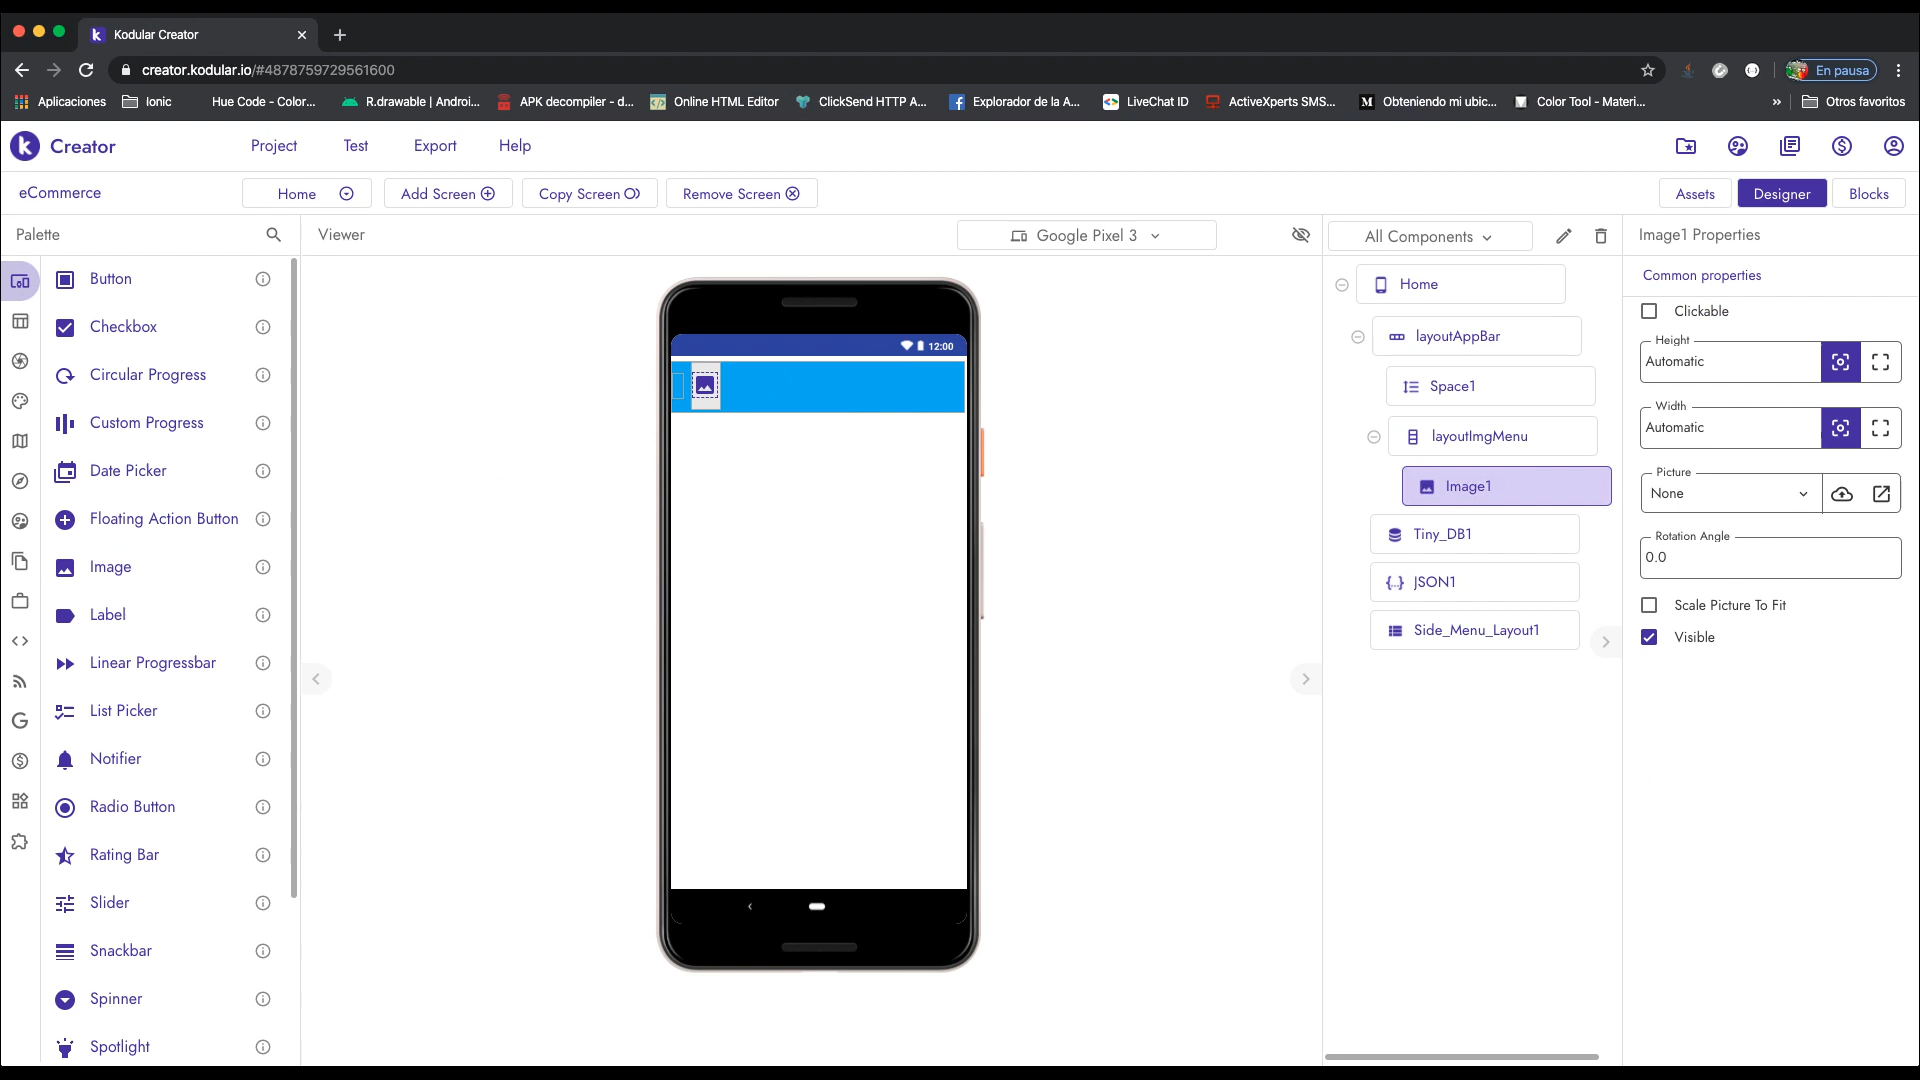 Kodular Creator
creator.kodular.io/#4878759729561600
En pausa
Aplicaciones
Ionic
Hue Code - Color...
R.drawable | Androi...
APK decompiler - d...
Online HTML Editor
ClickSend HTTP A...
Explorador de la A...
LiveChat ID
ActiveXperts SMS...
Obteniendo mi ubic...
Color Tool - Materi...
»
Otros favoritos
k Creator
Project
Test
Export
Help
eCommerce
Home
Add Screen
Copy Screen
Remove Screen
Assets
Designer
Blocks
Palette
Viewer
Google Pixel 3
All Components
Image1 Properties
Button
Checkbox
Circular Progress
Custom Progress
Date Picker
Floating Action Button
Image
Label
Linear Progressbar
List Picker
Notifier
Radio Button
Rating Bar
Slider
Snackbar
Spinner
Spotlight
12:00
Home
layoutAppBar
Space1
layoutImgMenu
Image1
Tiny_DB1
JSON1
Side_Menu_Layout1
Common properties
Clickable
Height
Automatic
Width
Automatic
Picture
None
Rotation Angle
0.0
Scale Picture To Fit
Visible